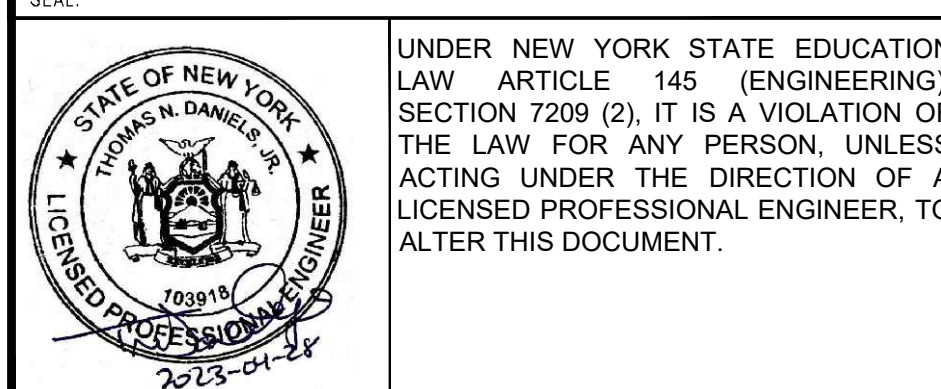 SEAL:
STATE OF NEW YORK
THOMAS N. DANIELS, JR.
★ ★
LICENSED PROFESSIONAL ENGINEER
103918
2023-04-28
UNDER NEW YORK STATE EDUCATION
LAW ARTICLE 145 (ENGINEERING)
SECTION 7209 (2), IT IS A VIOLATION OF
THE LAW FOR ANY PERSON, UNLESS
ACTING UNDER THE DIRECTION OF A
LICENSED PROFESSIONAL ENGINEER, TO
ALTER THIS DOCUMENT.